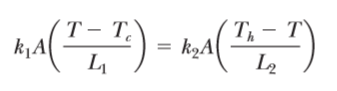 k₁A((T − T_c)/L₁) = k₂A((T_h − T)/L₂)